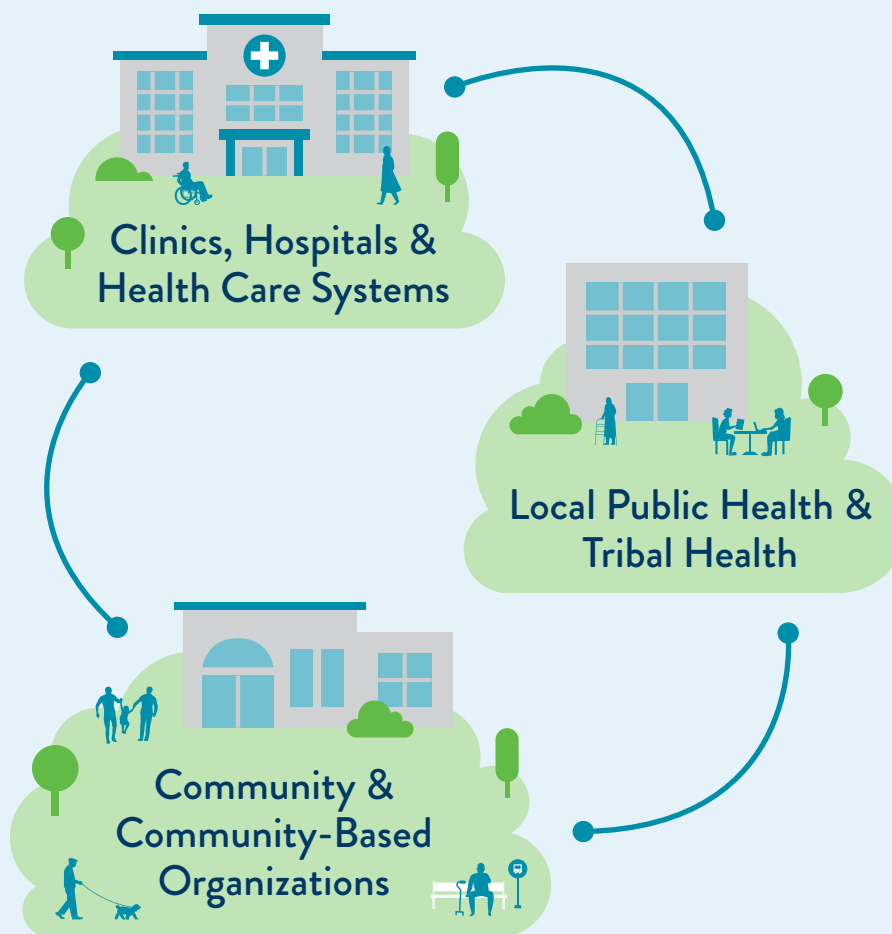 Clinics, Hospitals &
Health Care Systems
Local Public Health &
Tribal Health
Community &
Community-Based
Organizations